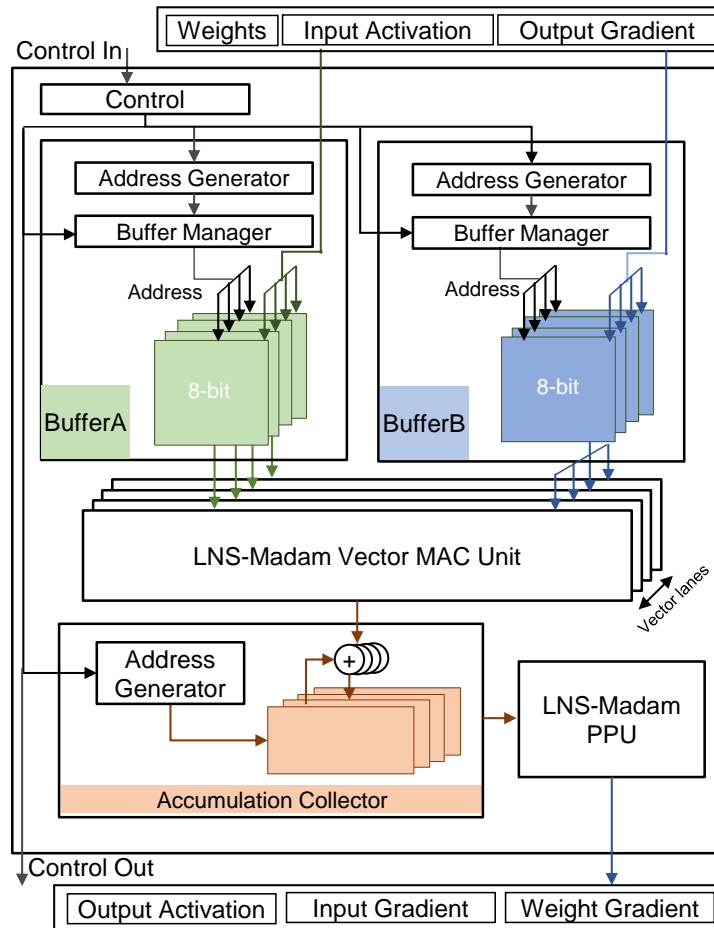 Weights Input Activation Output Gradient
Control In
Control
Address Generator
Buffer Manager
Address
8-bit
BufferA
Address Generator
Buffer Manager
Address
8-bit
BufferB
LNS-Madam Vector MAC Unit
Vector lanes
Address
Generator
+
Accumulation Collector
LNS-Madam
PPU
Control Out
Output Activation Input Gradient Weight Gradient